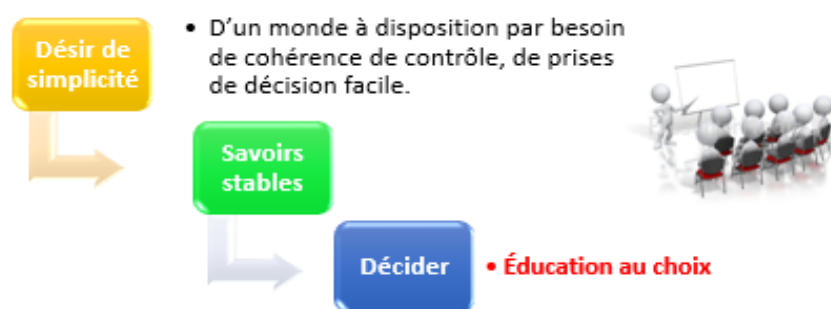 Désir de
simplicité
• D'un monde à disposition par besoin
de cohérence de contrôle, de prises
de décision facile.
Savoirs
stables
Décider
• Éducation au choix